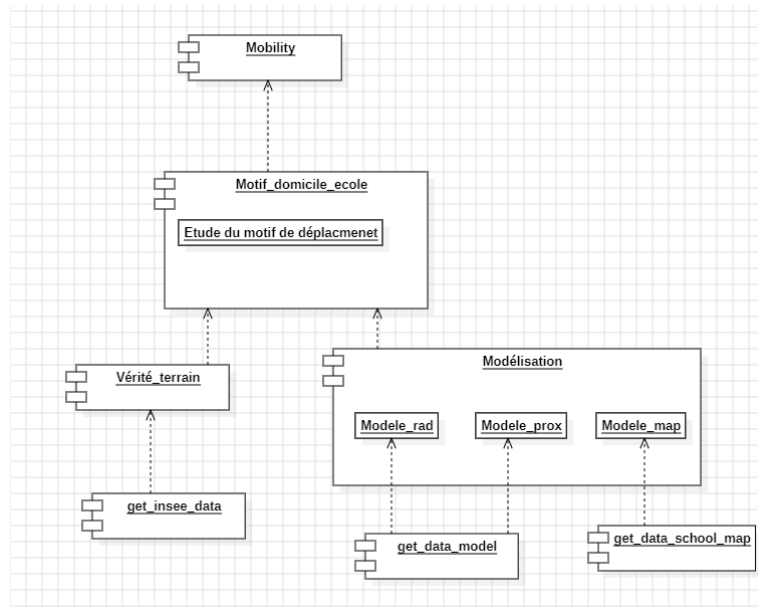 Mobility
Motif_domicile_ecole
Etude du motif de déplacmenet
Vérité_terrain
Modélisation
Modele_rad
Modele_prox
Modele_map
get_insee_data
get_data_model
get_data_school_map